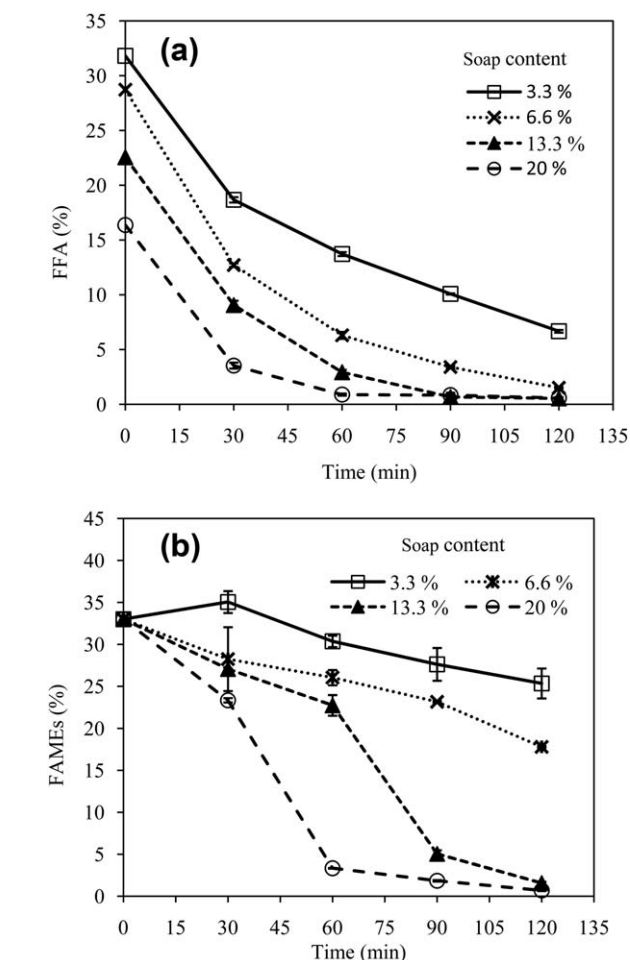 (a)
Soap content
3.3 %
6.6 %
13.3 %
20 %
35
30
25
20
15
10
5
0
FFA (%)
0 15 30 45 60 75 90 105 120 135
Time (min)
(b)
Soap content
3.3 % 6.6 %
13.3 % 20 %
45
40
35
30
25
20
15
10
5
0
FAMEs (%)
0 15 30 45 60 75 90 105 120 135
Time (min)